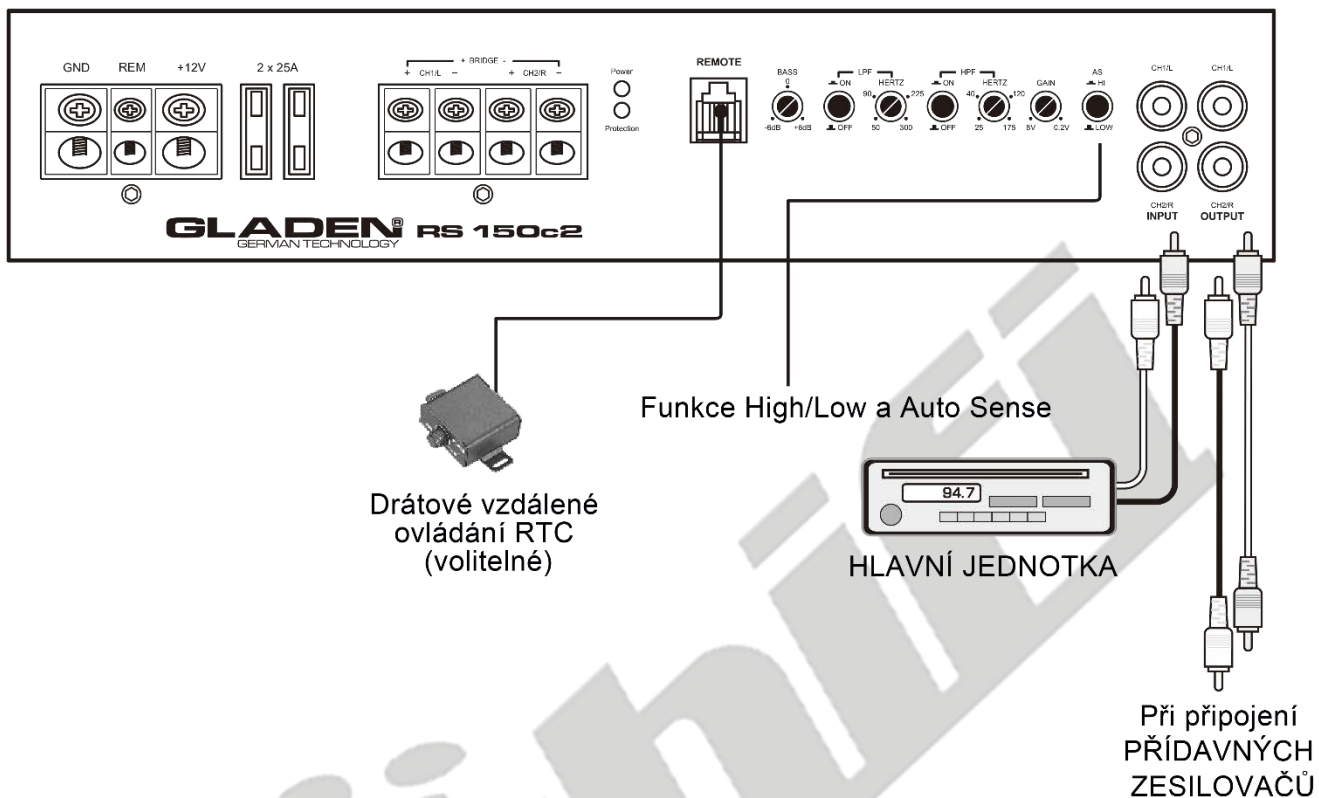 GND REM +12V 2 x 25A
+ BRIDGE -
+ CH1/L - + CH2/R -
Power
Protection
REMOTE
BASS
0
-6dB +6dB
LPF
ON HERTZ
90 225
OFF 50 300
HPF
ON HERTZ
40 120
OFF 25 175
GAIN
5V 0.2V
AS
HI
LOW
CH1/L CH1/L
CH2/R CH2/R
INPUT OUTPUT
GLADEN®
GERMAN TECHNOLOGY
RS 150c2
Funkce High/Low a Auto Sense
Drátové vzdálené
ovládání RTC
(volitelné)
94.7
HLAVNÍ JEDNOTKA
Při připojení
PŘÍDAVNÝCH
ZESILOVAČŮ
hifi